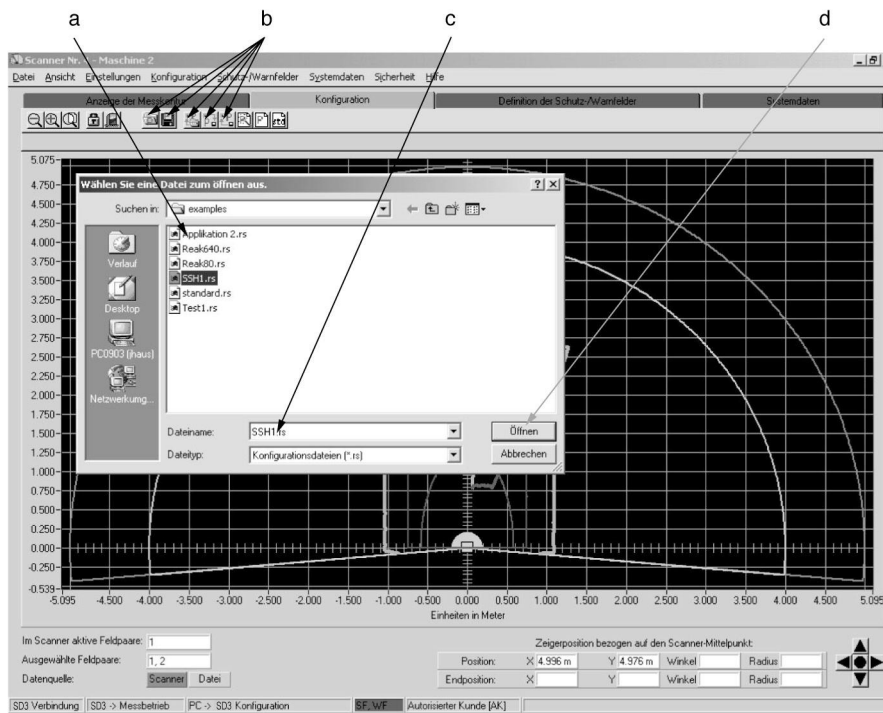 a b c d
Scanner Nr. - Maschine 2
Datei Ansicht Einstellungen Konfiguration Schutz-/Warnfelder Systemdaten Sicherheit Hilfe
Anzeige der Messkontur Konfiguration Definition der Schutz-/Warnfelder Systemdaten
Wählen Sie eine Datei zum öffnen aus.
Suchen in: examples
Verlauf
Desktop
PC0903 (jhaus)
Netzwerkumg...
Applikation 2.rs
Reak640.rs
Reak80.rs
SSH1.rs
standard.rs
Test1.rs
Dateiname: SSH1.rs Öffnen
Dateityp: Konfigurationsdateien (*.rs) Abbrechen
5.075
4.750
4.500
4.250
4.000
3.750
3.500
3.250
3.000
2.750
2.500
2.250
2.000
1.750
1.500
1.250
1.000
0.750
0.500
0.250
0.000
-0.250
-0.539
-5.095 -4.500 -4.000 -3.500 -3.000 -2.500 -2.000 -1.500 -1.000 -0.500 0.000 0.500 1.000 1.500 2.000 2.500 3.000 3.500 4.000 4.500 5.095
Einheiten in Meter
Im Scanner aktive Feldpaare: 1
Ausgewählte Feldpaare: 1, 2
Datenquelle: Scanner Datei
Zeigerposition bezogen auf den Scanner-Mittelpunkt:
Position: X 4.996 m Y 4.976 m Winkel Radius
Endposition: X Y Winkel Radius
SD3 Verbindung SD3 -> Messbetrieb PC -> SD3 Konfiguration SF, WF Autorisierter Kunde [AK]